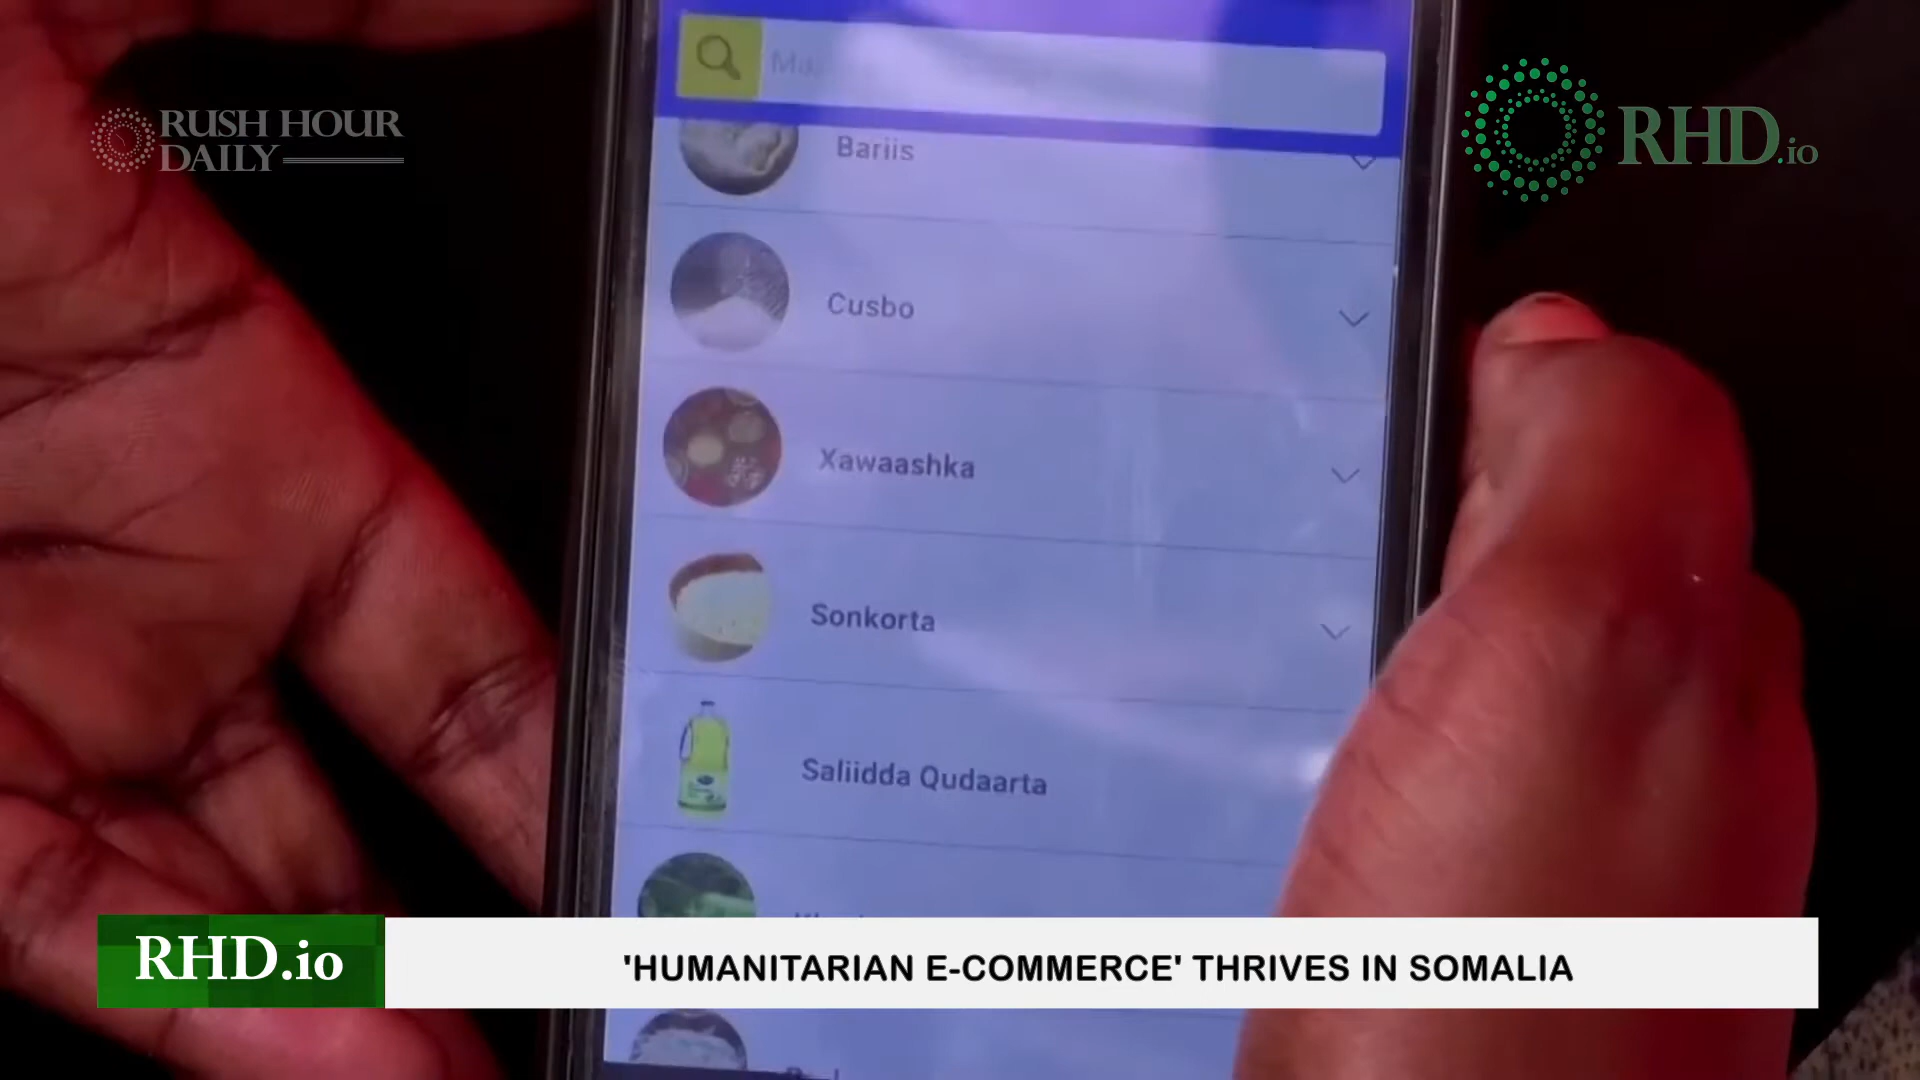 RUSH HOUR
DAILY
RHD.io
Bariis
Cusbo
Xawaashka
Sonkorta
Saliidda Qudaarta
RHD.io
'HUMANITARIAN E-COMMERCE' THRIVES IN SOMALIA